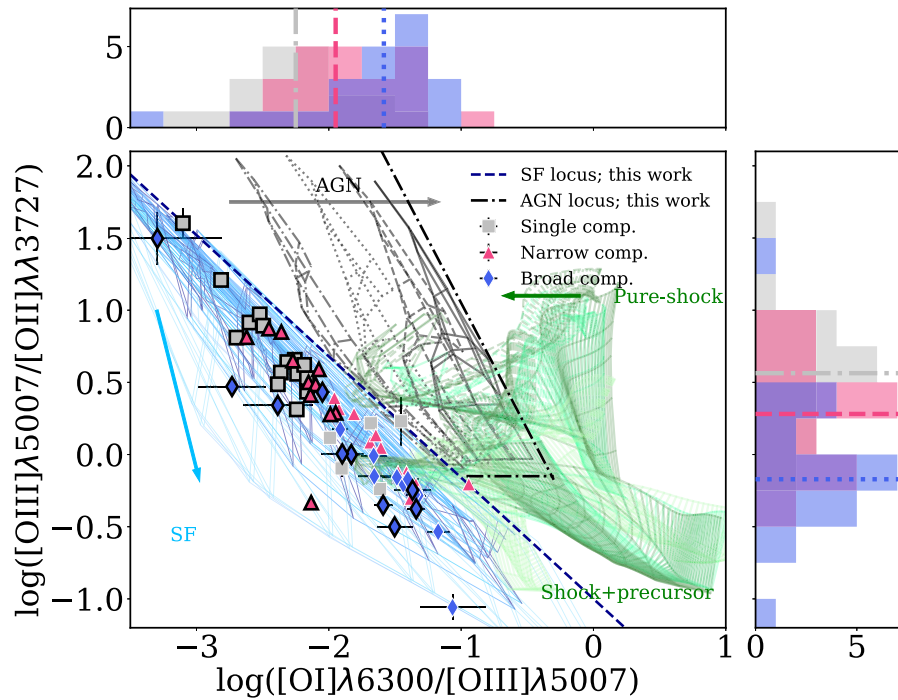 5
0
2.0
1.5
1.0
0.5
0.0
−0.5
−1.0
log([OIII]λ5007/[OII]λλ3727)
AGN
SF locus; this work
AGN locus; this work
Single comp.
Narrow comp.
Broad comp.
Pure-shock
SF
Shock+precursor
−3
−2
−1
0
1
log([OI]λ6300/[OIII]λ5007)
0
5